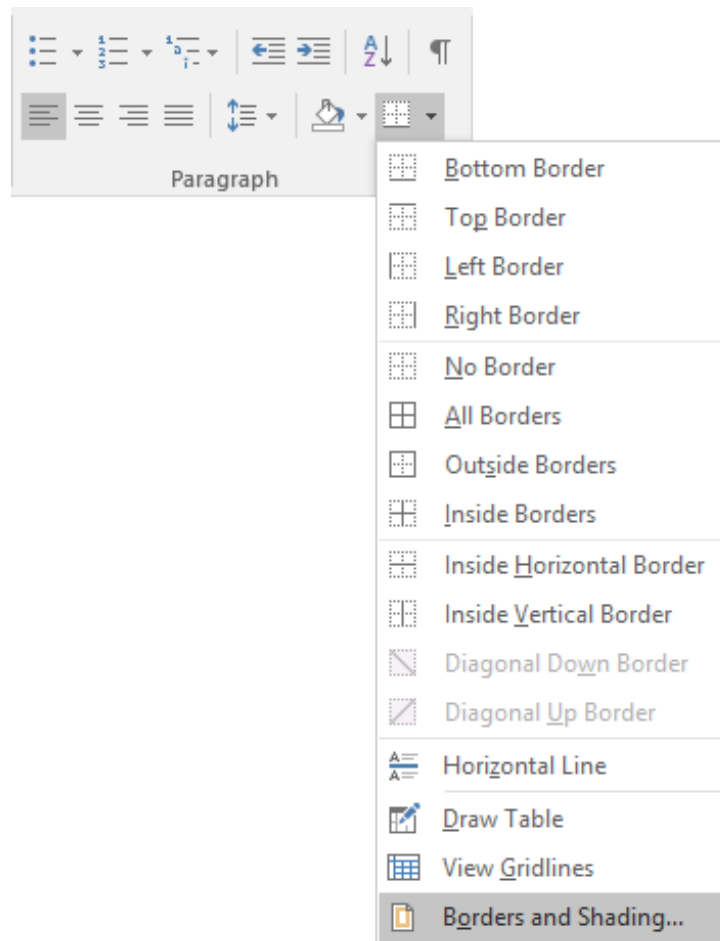 Paragraph
Bottom Border
Top Border
Left Border
Right Border
No Border
All Borders
Outside Borders
Inside Borders
Inside Horizontal Border
Inside Vertical Border
Diagonal Down Border
Diagonal Up Border
Horizontal Line
Draw Table
View Gridlines
Borders and Shading...